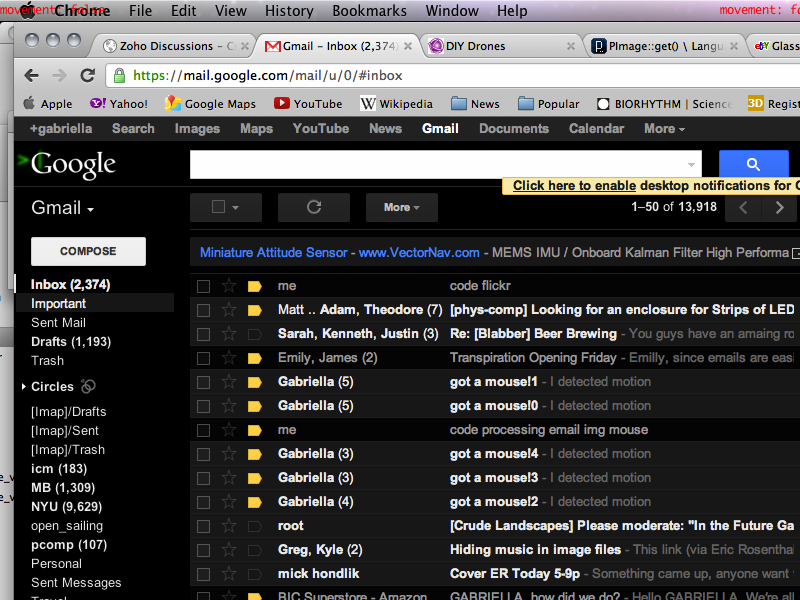 movement: false
Chrome File Edit View History Bookmarks Window Help
movement: f
Zoho Discussions - C
Gmail - Inbox (2,374)
DIY Drones
PImage::get() \ Langu
ebY Glass
https://mail.google.com/mail/u/0/#inbox
Apple Yahoo! Google Maps YouTube Wikipedia News Popular BIORHYTHM | Science 3D Regist
+gabriella Search Images Maps YouTube News Gmail Documents Calendar More
Google
Click here to enable desktop notifications for G
Gmail
More
1–50 of 13,918
COMPOSE
Miniature Attitude Sensor - www.VectorNav.com - MEMS IMU / Onboard Kalman Filter High Performa
Inbox (2,374)
Important
Sent Mail
Drafts (1,193)
Trash
Circles
[Imap]/Drafts
[Imap]/Sent
[Imap]/Trash
icm (183)
MB (1,309)
NYU (9,629)
open_sailing
pcomp (107)
Personal
Sent Messages
Travel
me code flickr
Matt .. Adam, Theodore (7) [phys-comp] Looking for an enclosure for Strips of LED
Sarah, Kenneth, Justin (3) Re: [Blabber] Beer Brewing - You guys have an amaing ro
Emily, James (2) Transpiration Opening Friday - Emilly, since emails are easi
Gabriella (5) got a mouse!1 - I detected motion
Gabriella (5) got a mouse!0 - I detected motion
me code processing email img mouse
Gabriella (3) got a mouse!4 - I detected motion
Gabriella (3) got a mouse!3 - I detected motion
Gabriella (4) got a mouse!2 - I detected motion
root [Crude Landscapes] Please moderate: "In the Future Ga
Greg, Kyle (2) Hiding music in image files - This link (via Eric Rosenthal
mick hondlik Cover ER Today 5-9p - Something came up, anyone want
BIC Superstore - Amazon. GABRIELLA, how did we do? - Hello GABRIELLA, We're all